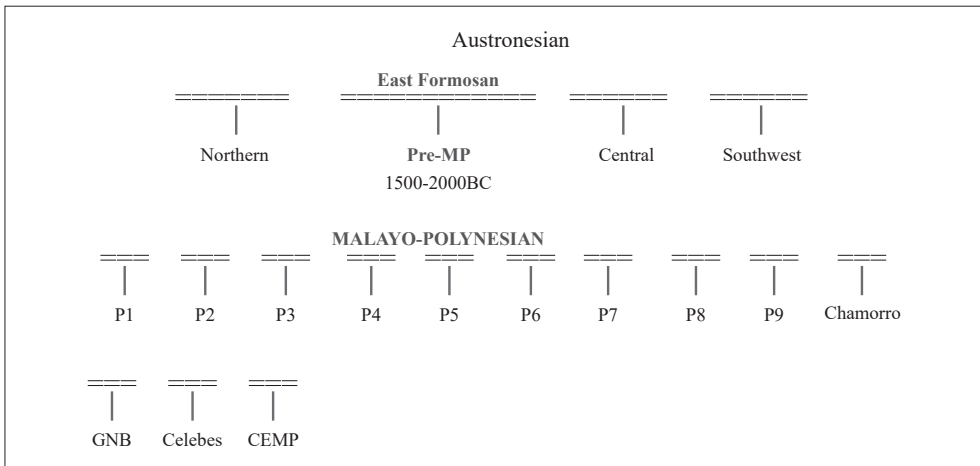 Austronesian
East Formosan
Northern Pre-MP Central Southwest
1500-2000BC
MALAYO-POLYNESIAN
P1 P2 P3 P4 P5 P6 P7 P8 P9 Chamorro
GNB Celebes CEMP